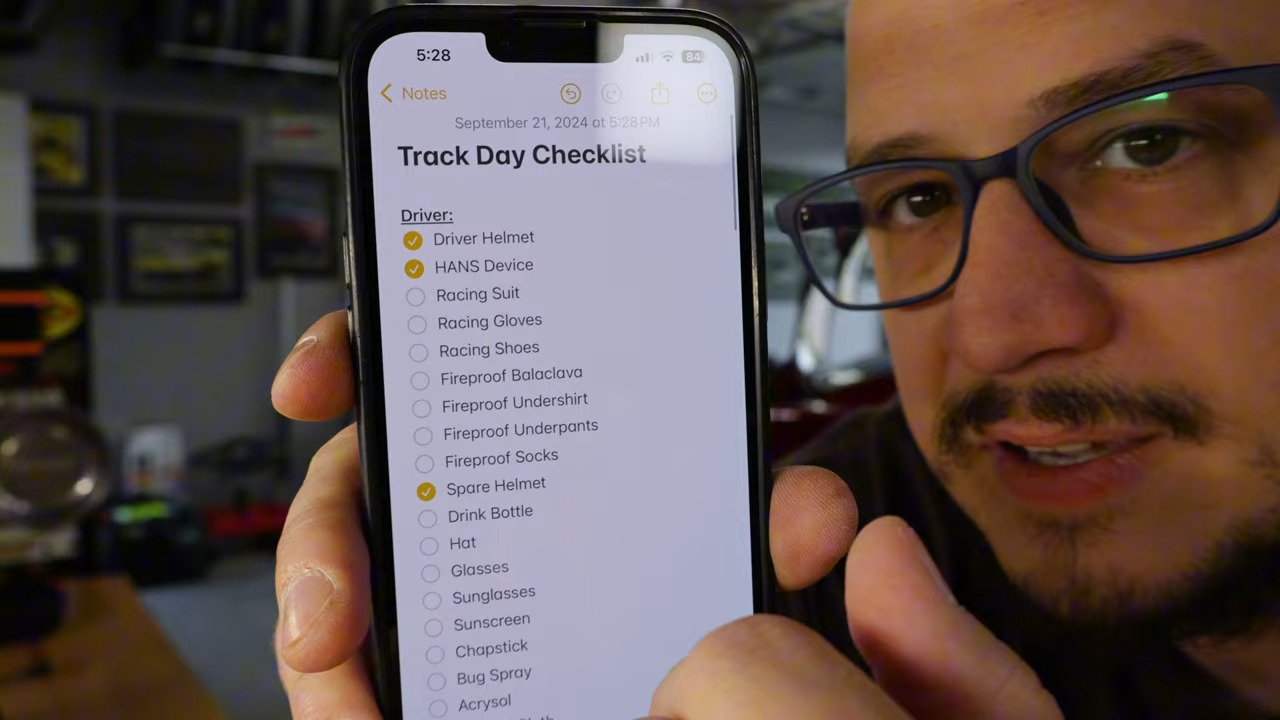 5:28
84
Notes
September 21, 2024 at 5:28 PM
Track Day Checklist
Driver:
Driver Helmet
HANS Device
Racing Suit
Racing Gloves
Racing Shoes
Fireproof Balaclava
Fireproof Undershirt
Fireproof Underpants
Fireproof Socks
Spare Helmet
Drink Bottle
Hat
Glasses
Sunglasses
Sunscreen
Chapstick
Bug Spray
Acrysol